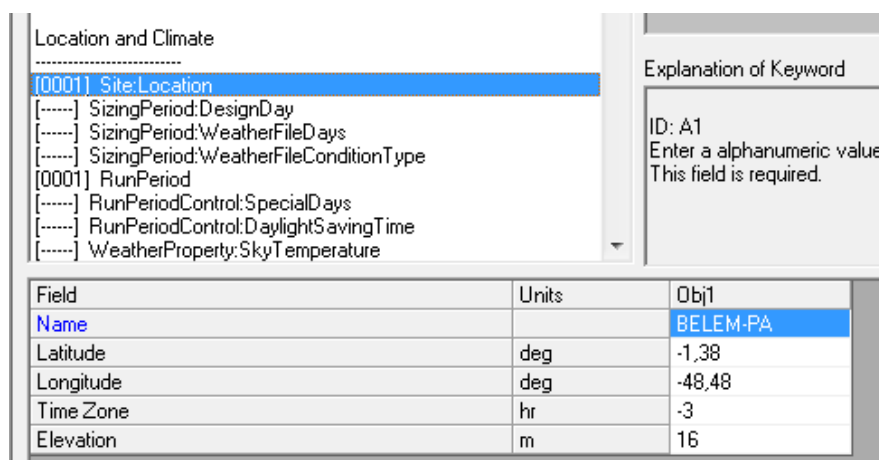 Location and Climate
---------------------------
[0001] Site:Location
[------] SizingPeriod:DesignDay
[------] SizingPeriod:WeatherFileDays
[------] SizingPeriod:WeatherFileConditionType
[0001] RunPeriod
[------] RunPeriodControl:SpecialDays
[------] RunPeriodControl:DaylightSavingTime
[------] WeatherProperty:SkyTemperature
Explanation of Keyword
ID: A1
Enter a alphanumeric value
This field is required.
Field Units Obj1
Name BELEM-PA
Latitude deg -1,38
Longitude deg -48,48
Time Zone hr -3
Elevation m 16